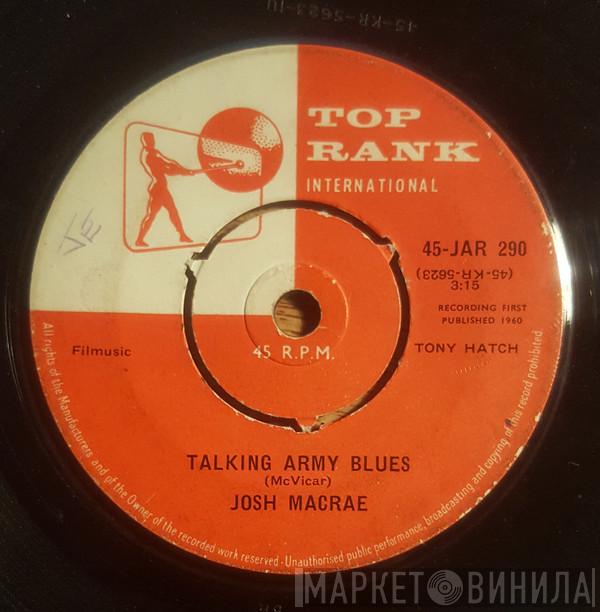 45-KR-5623-1U
TOP
RANK
INTERNATIONAL
45-JAR 290
(45-KR-5623)
3:15
RECORDING FIRST
PUBLISHED 1960
Filmusic
45 R.P.M.
TONY HATCH
TALKING ARMY BLUES
(McVicar)
JOSH MACRAE
All rights of the Manufacturers and of the Owner of the recorded work reserved - Unauthorised public performance, broadcasting and copying of this record prohibited
МАРКЕТ ВИНИЛА